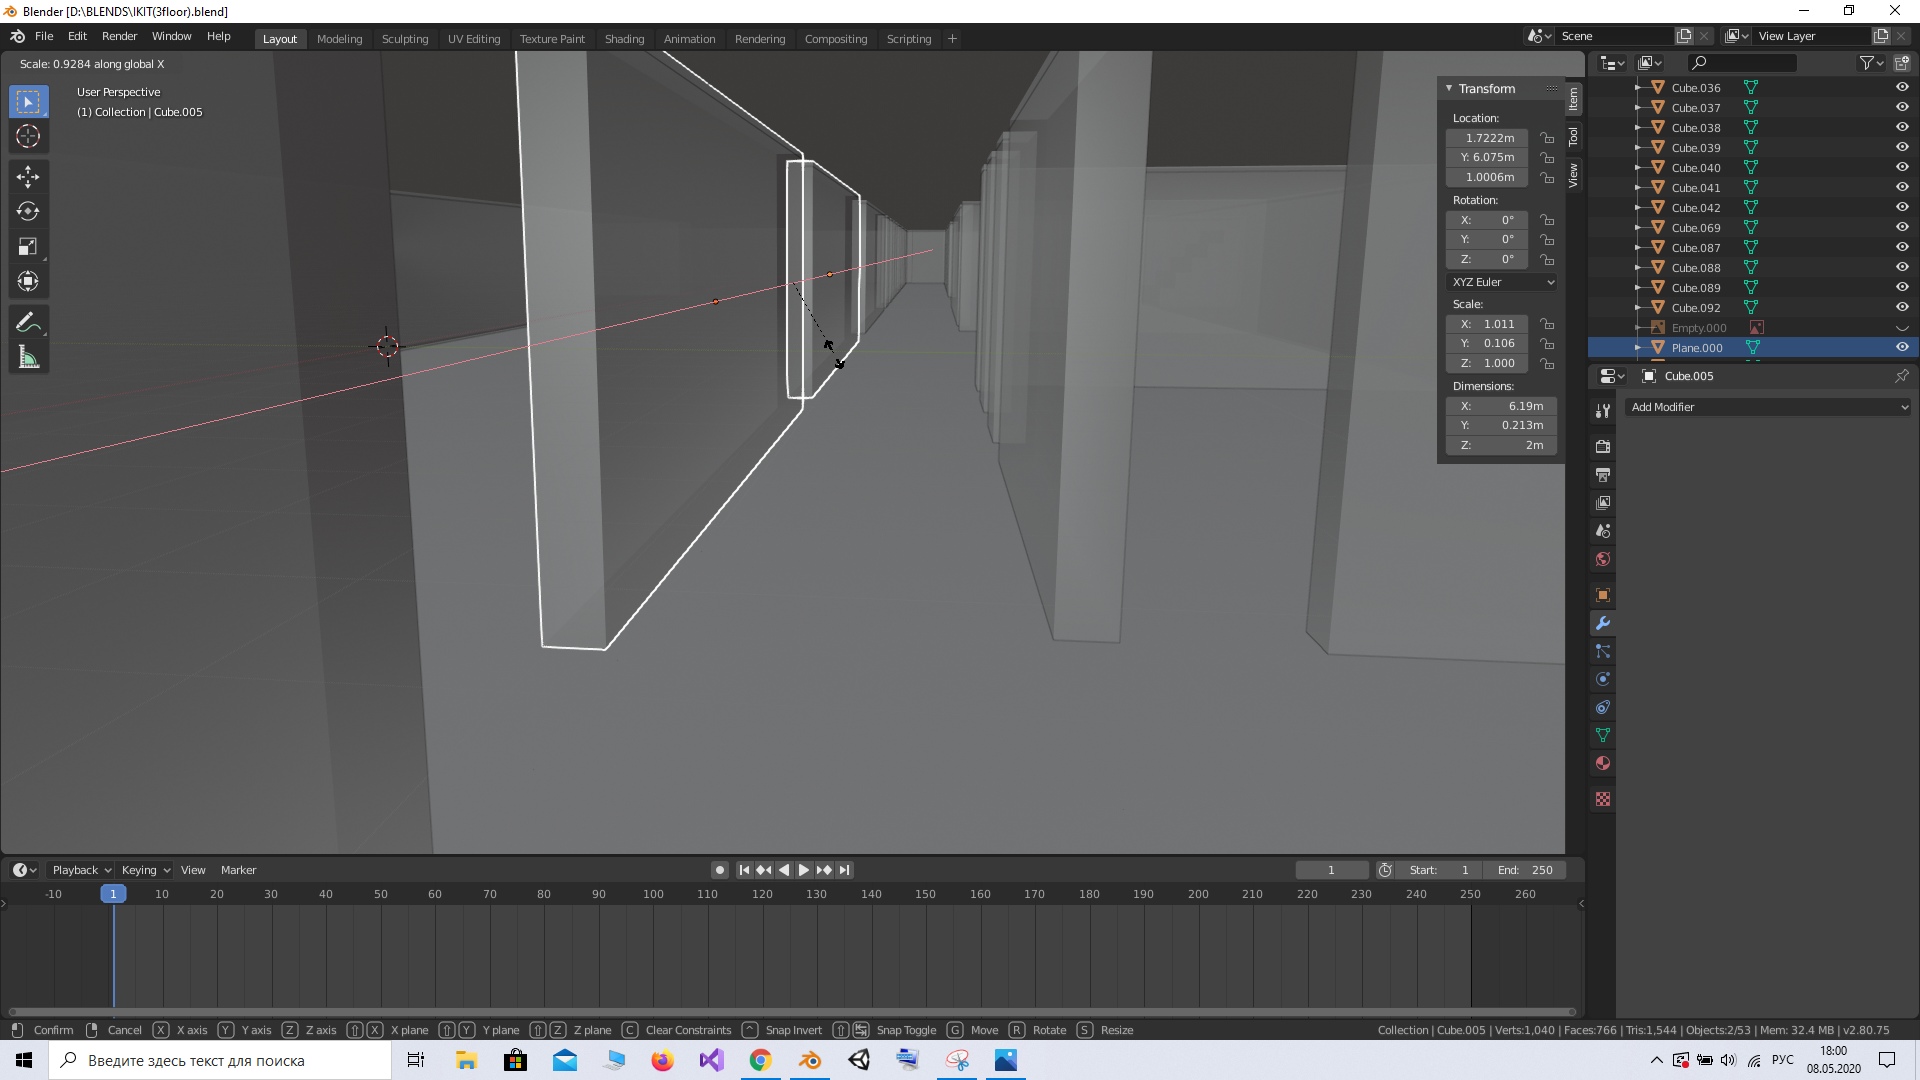 Blender [D:\BLENDS\IKIT(3floor).blend]
File Edit Render Window Help Layout Modeling Sculpting UV Editing Texture Paint Shading Animation Rendering Compositing Scripting + Scene View Layer
Scale: 0.9284 along global X
User Perspective
(1) Collection | Cube.005
Transform
Location:
1.7222m
Y: 6.075m
1.0006m
Rotation:
X: 0°
Y: 0°
Z: 0°
XYZ Euler
Scale:
X: 1.011
Y: 0.106
Z: 1.000
Dimensions:
X: 6.19m
Y: 0.213m
Z: 2m
Item
Tool
View
Cube.036
Cube.037
Cube.038
Cube.039
Cube.040
Cube.041
Cube.042
Cube.069
Cube.087
Cube.088
Cube.089
Cube.092
Empty.000
Plane.000
Cube.005
Add Modifier
Playback Keying View Marker 1 Start: 1 End: 250
-10 1 10 20 30 40 50 60 70 80 90 100 110 120 130 140 150 160 170 180 190 200 210 220 230 240 250 260
Confirm Cancel X X axis Y Y axis Z Z axis X X plane Y Y plane Z Z plane C Clear Constraints ^ Snap Invert Snap Toggle G Move R Rotate S Resize Collection | Cube.005 | Verts:1,040 | Faces:766 | Tris:1,544 | Objects:2/53 | Mem: 32.4 MB | v2.80.75
Введите здесь текст для поиска
РУС
18:00
08.05.2020